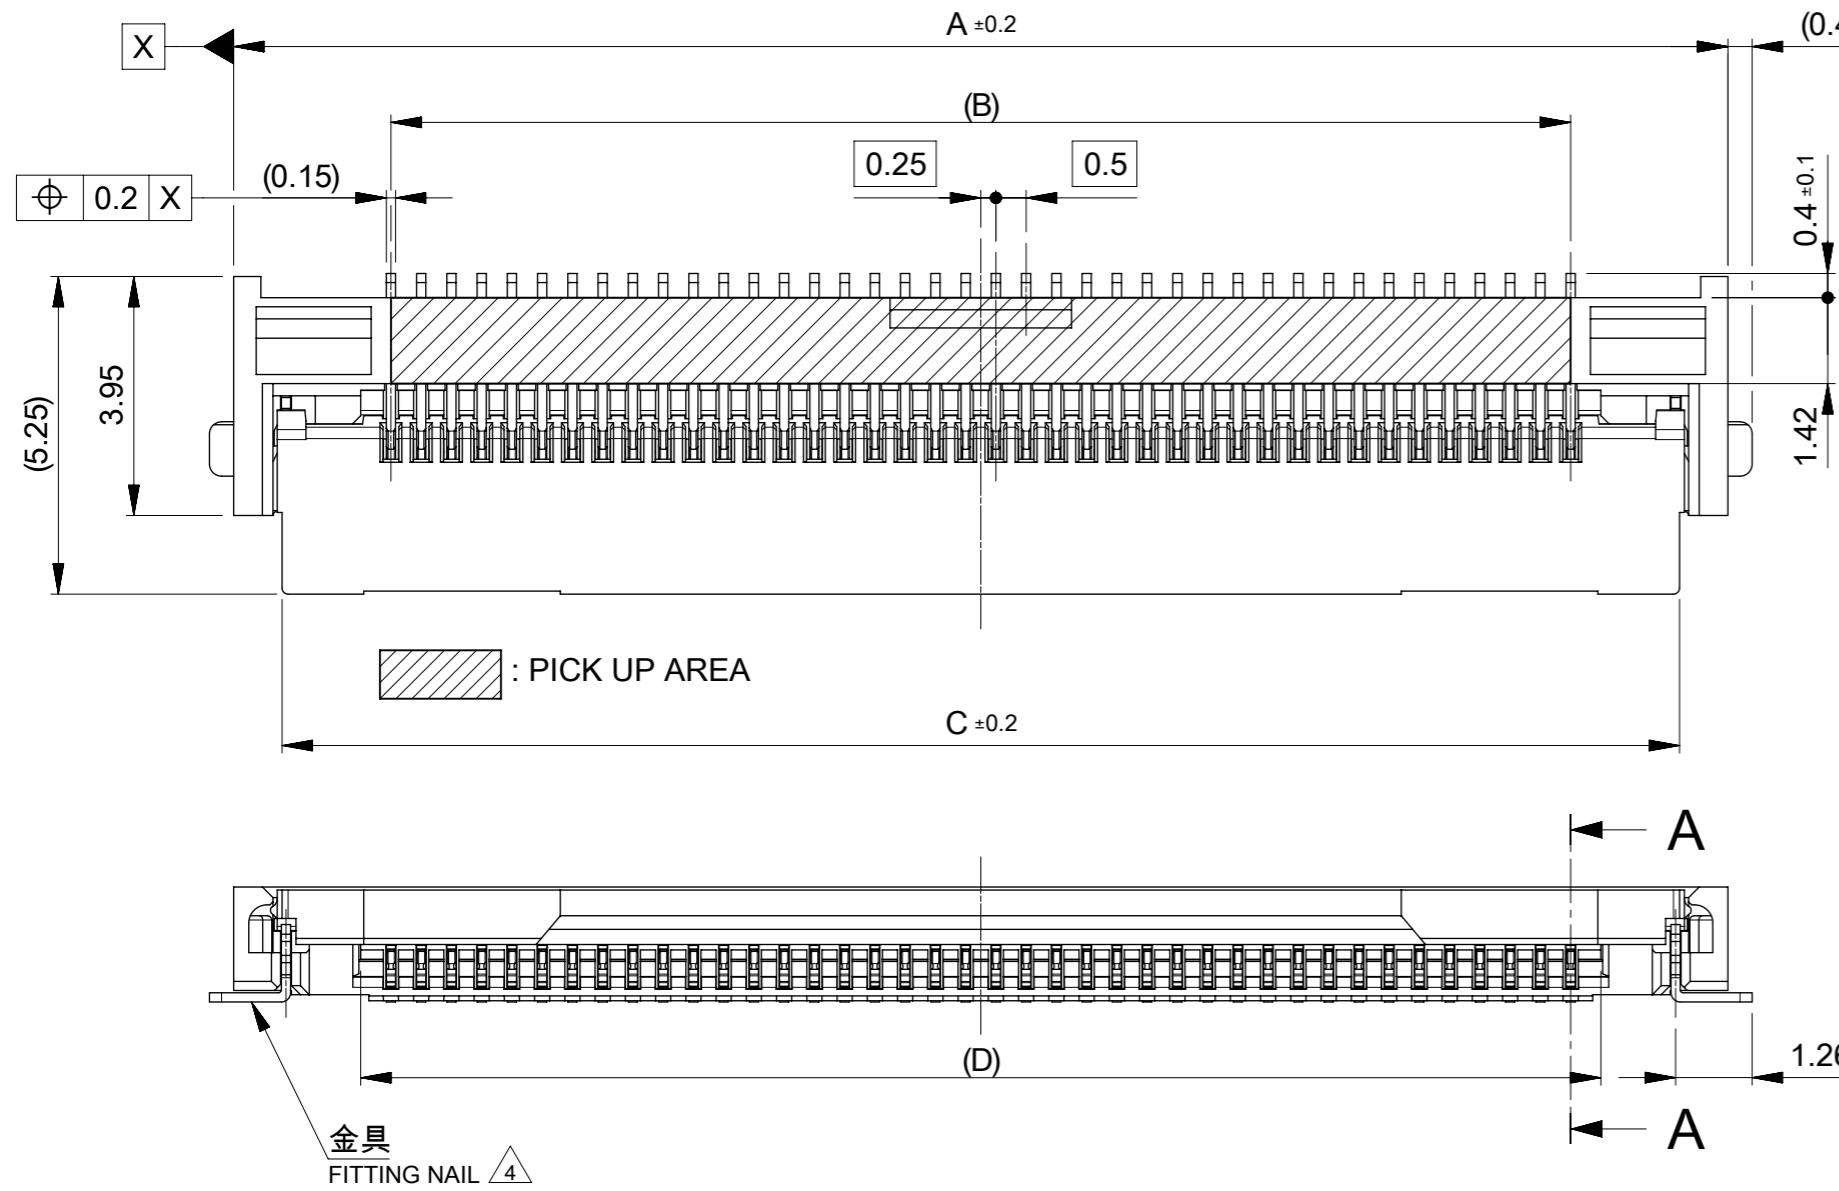 A ±0.2
(0.4
X
(B)
0.25
0.5
(0.15)
⌖ 0.2 X
0.4 ±0.1
3.95
(5.25)
1.42
: PICK UP AREA
C ±0.2
A
(D)
1.26
A
金具
FITTING NAIL 4